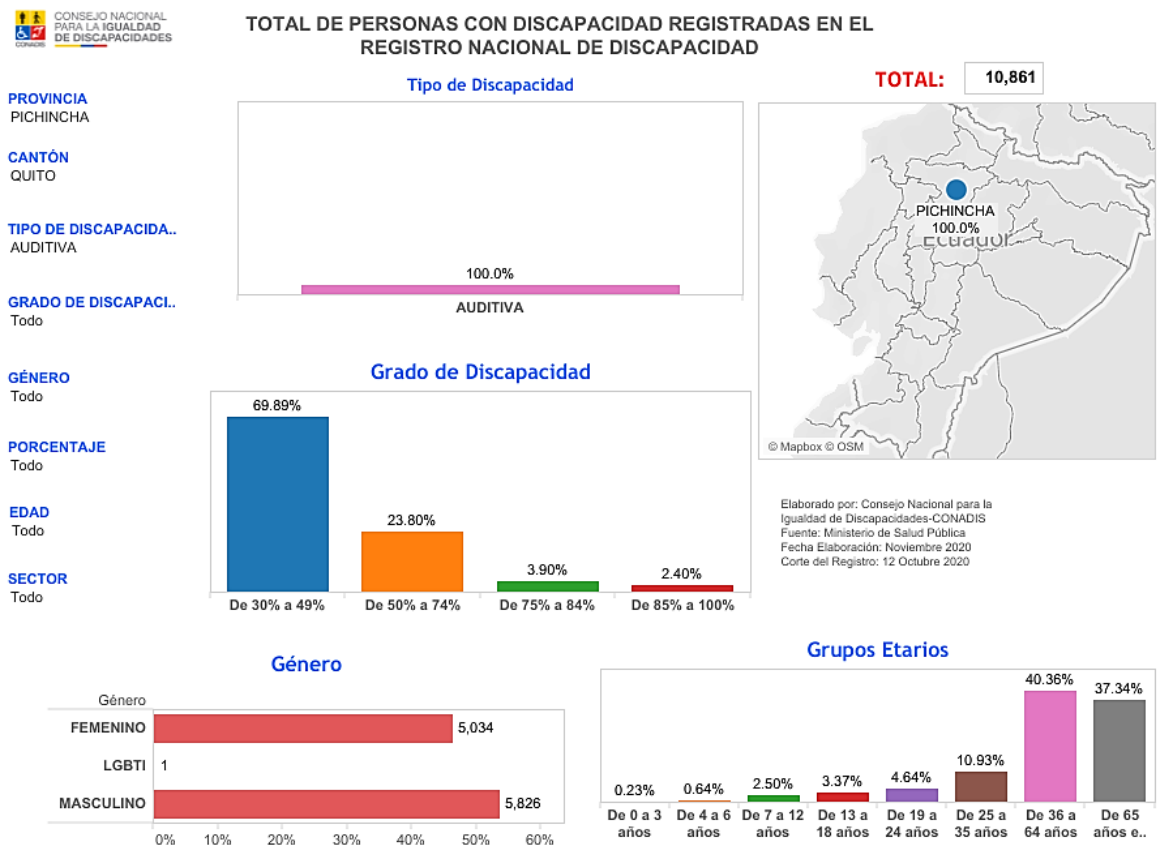 CONSEJO NACIONAL
PARA LA IGUALDAD
DE DISCAPACIDADES
CONADIS
TOTAL DE PERSONAS CON DISCAPACIDAD REGISTRADAS EN EL
REGISTRO NACIONAL DE DISCAPACIDAD
TOTAL: 10,861
PROVINCIA
PICHINCHA
CANTÓN
QUITO
TIPO DE DISCAPACIDA..
AUDITIVA
GRADO DE DISCAPACI..
Todo
GÉNERO
Todo
PORCENTAJE
Todo
EDAD
Todo
SECTOR
Todo
Tipo de Discapacidad
100.0%
AUDITIVA
PICHINCHA
100.0%
Ecuador
© Mapbox © OSM
Grado de Discapacidad
69.89%
23.80%
3.90%
2.40%
De 30% a 49% De 50% a 74% De 75% a 84% De 85% a 100%
Elaborado por: Consejo Nacional para la
Igualdad de Discapacidades-CONADIS
Fuente: Ministerio de Salud Pública
Fecha Elaboración: Noviembre 2020
Corte del Registro: 12 Octubre 2020
Género
Género
FEMENINO 5,034
LGBTI 1
MASCULINO 5,826
0% 10% 20% 30% 40% 50% 60%
Grupos Etarios
0.23% 0.64% 2.50% 3.37% 4.64% 10.93% 40.36% 37.34%
De 0 a 3 De 4 a 6 De 7 a 12 De 13 a De 19 a De 25 a De 36 a De 65
años años años 18 años 24 años 35 años 64 años años e..